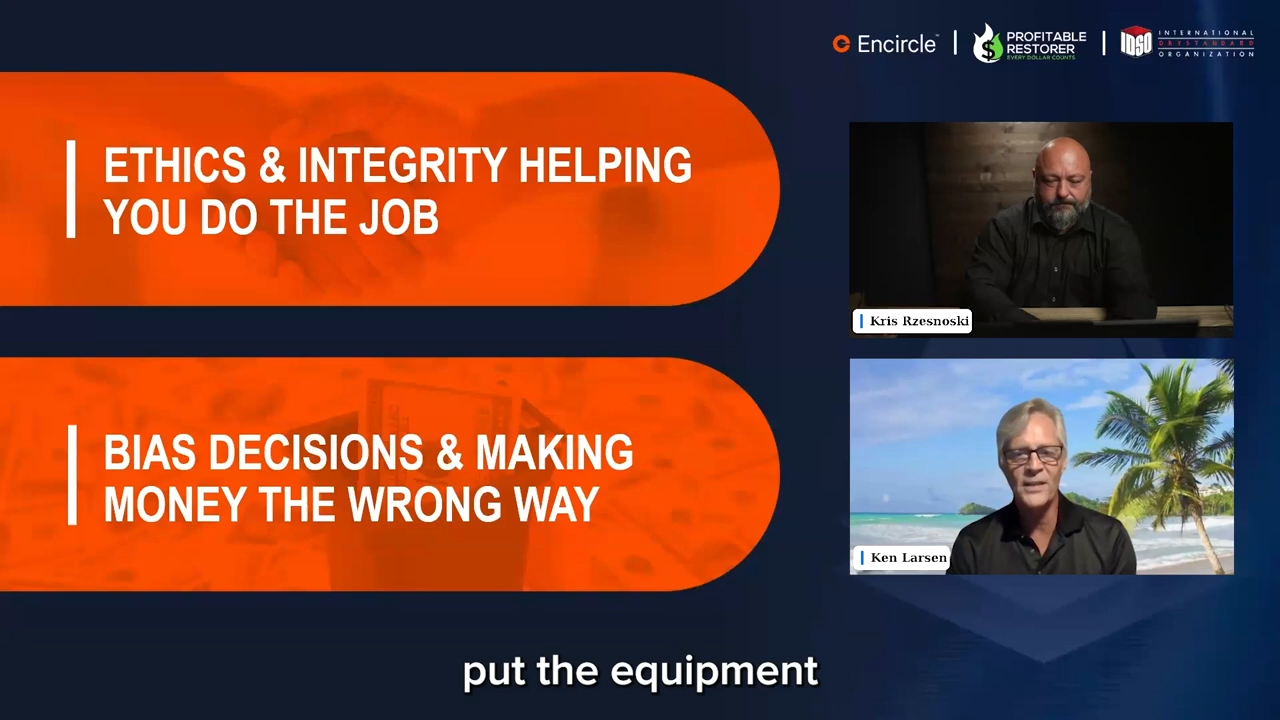 Encircle
PROFITABLE
RESTORER
EVERY DOLLAR COUNTS
IDSO
INTERNATIONAL
DRYSTANDARD
ORGANIZATION
ETHICS & INTEGRITY HELPING
YOU DO THE JOB
Kris Rzesnoski
BIAS DECISIONS & MAKING
MONEY THE WRONG WAY
Ken Larsen
put the equipment